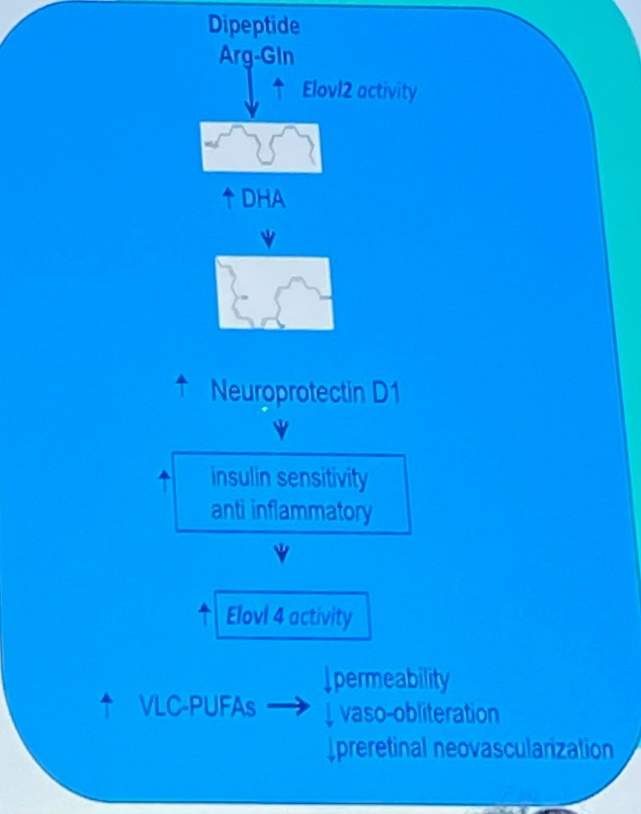 Dipeptide
Arg-Gln
↑ Elovl2 activity
↑ DHA
↑ Neuroprotectin D1
↑ insulin sensitivity
anti inflammatory
↑ Elovl 4 activity
↑ VLC-PUFAs →
↓permeability
↓ vaso-obliteration
↓preretinal neovascularization